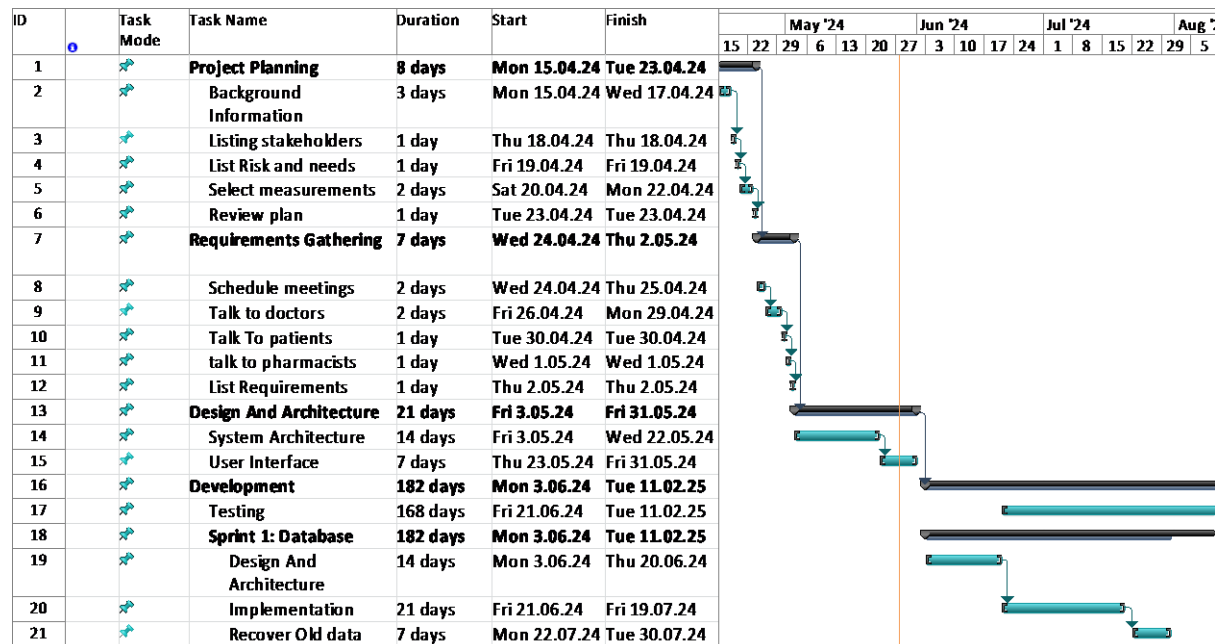 ID Task Mode Task Name Duration Start Finish
May '24 Jun '24 Jul '24 Aug
15 22 29 6 13 20 27 3 10 17 24 1 8 15 22 29 5
1 Project Planning 8 days Mon 15.04.24 Tue 23.04.24
2 Background Information 3 days Mon 15.04.24 Wed 17.04.24
3 Listing stakeholders 1 day Thu 18.04.24 Thu 18.04.24
4 List Risk and needs 1 day Fri 19.04.24 Fri 19.04.24
5 Select measurements 2 days Sat 20.04.24 Mon 22.04.24
6 Review plan 1 day Tue 23.04.24 Tue 23.04.24
7 Requirements Gathering 7 days Wed 24.04.24 Thu 2.05.24
8 Schedule meetings 2 days Wed 24.04.24 Thu 25.04.24
9 Talk to doctors 2 days Fri 26.04.24 Mon 29.04.24
10 Talk To patients 1 day Tue 30.04.24 Tue 30.04.24
11 talk to pharmacists 1 day Wed 1.05.24 Wed 1.05.24
12 List Requirements 1 day Thu 2.05.24 Thu 2.05.24
13 Design And Architecture 21 days Fri 3.05.24 Fri 31.05.24
14 System Architecture 14 days Fri 3.05.24 Wed 22.05.24
15 User Interface 7 days Thu 23.05.24 Fri 31.05.24
16 Development 182 days Mon 3.06.24 Tue 11.02.25
17 Testing 168 days Fri 21.06.24 Tue 11.02.25
18 Sprint 1: Database 182 days Mon 3.06.24 Tue 11.02.25
19 Design And Architecture 14 days Mon 3.06.24 Thu 20.06.24
20 Implementation 21 days Fri 21.06.24 Fri 19.07.24
21 Recover Old data 7 days Mon 22.07.24 Tue 30.07.24